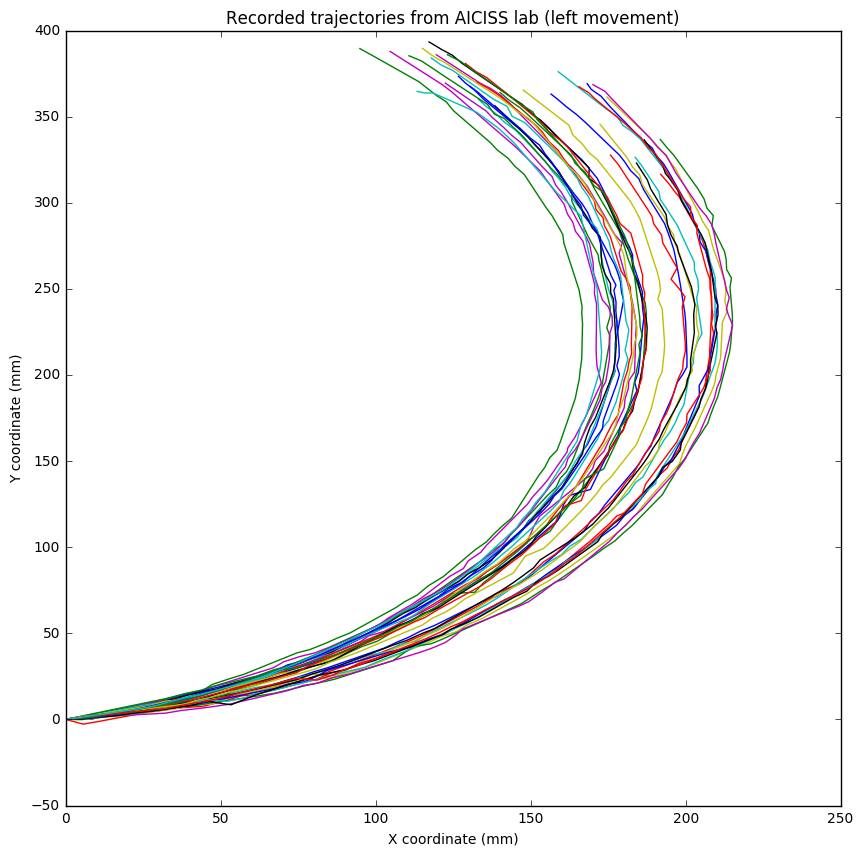 Recorded trajectories from AICISS lab (left movement)
400
350
300
250
200
150
100
50
0
−50
Y coordinate (mm)
0 50 100 150 200 250
X coordinate (mm)